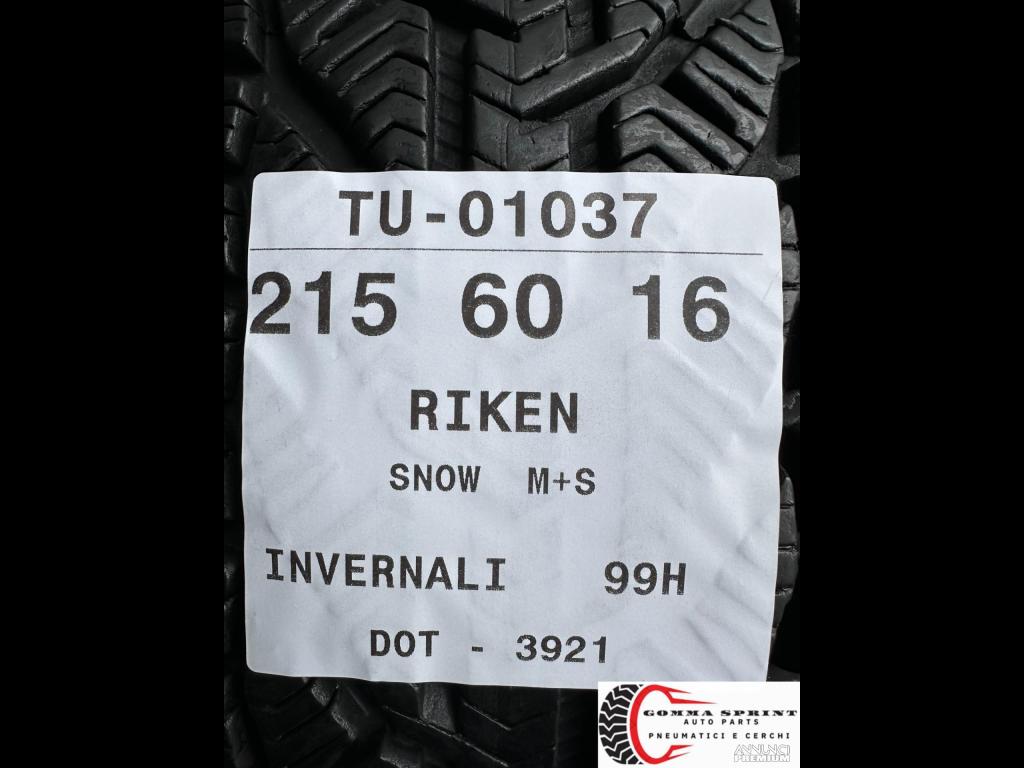 TU-01037
215 60 16
RIKEN
SNOW M+S
INVERNALI 99H
DOT - 3921
GOMMA SPRINT
AUTO PARTS
PNEUMATICI E CERCHI
ANNUNCI
PREMIUM